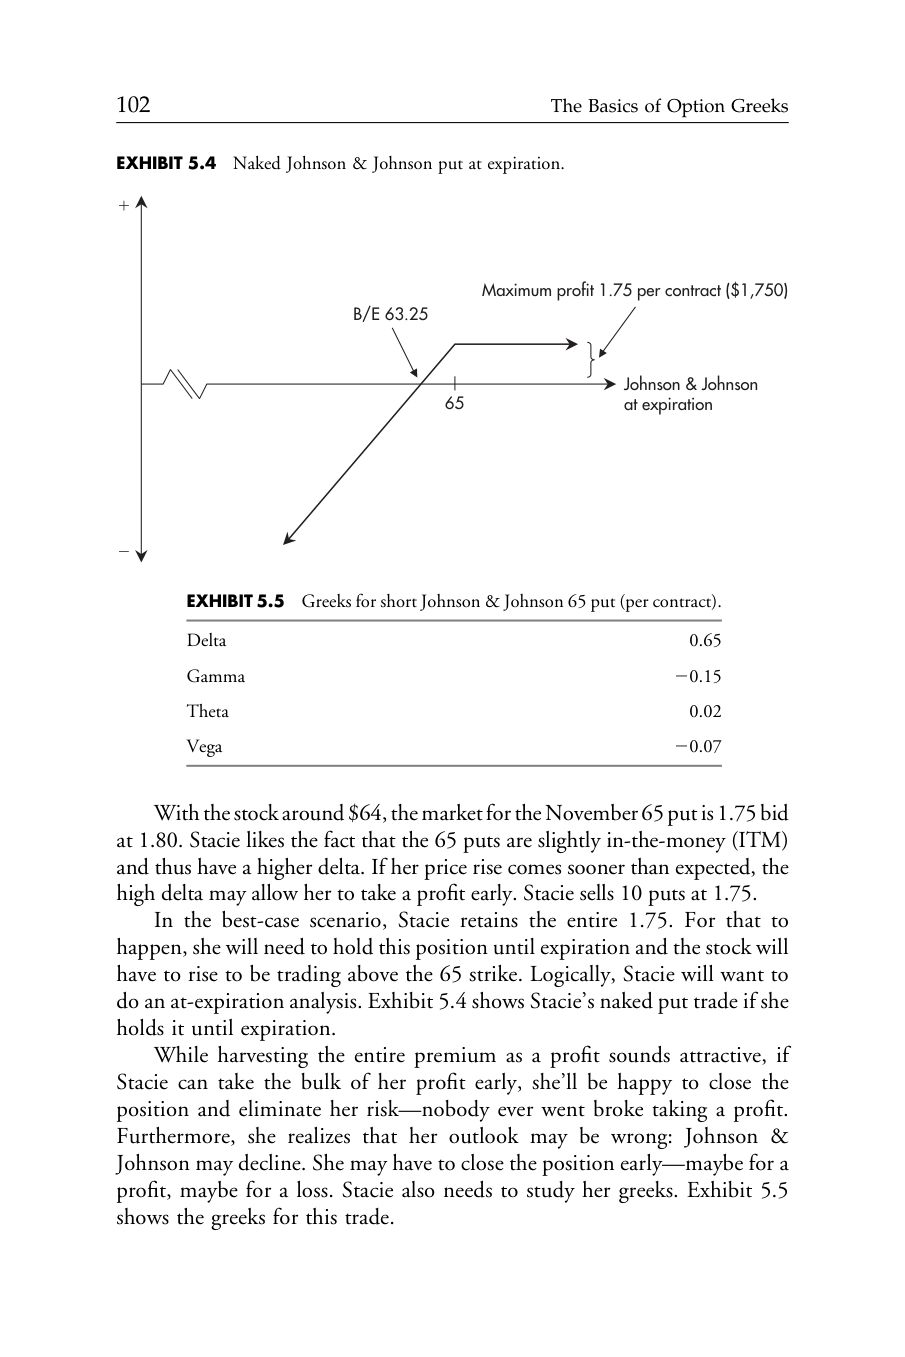 102 The Basics of Option Greeks
EXHIBIT 5.4 Naked Johnson & Johnson put at expiration.
+
Maximum profit 1.75 per contract ($1,750)
B/E 63.25
Johnson & Johnson
at expiration
65
−
EXHIBIT 5.5 Greeks for short Johnson & Johnson 65 put (per contract).
Delta 0.65
Gamma −0.15
Theta 0.02
Vega −0.07
With the stock around $64, the market for the November 65 put is 1.75 bid
at 1.80. Stacie likes the fact that the 65 puts are slightly in-the-money (ITM)
and thus have a higher delta. If her price rise comes sooner than expected, the
high delta may allow her to take a profit early. Stacie sells 10 puts at 1.75.
In the best-case scenario, Stacie retains the entire 1.75. For that to
happen, she will need to hold this position until expiration and the stock will
have to rise to be trading above the 65 strike. Logically, Stacie will want to
do an at-expiration analysis. Exhibit 5.4 shows Stacie’s naked put trade if she
holds it until expiration.
While harvesting the entire premium as a profit sounds attractive, if
Stacie can take the bulk of her profit early, she’ll be happy to close the
position and eliminate her risk—nobody ever went broke taking a profit.
Furthermore, she realizes that her outlook may be wrong: Johnson &
Johnson may decline. She may have to close the position early—maybe for a
profit, maybe for a loss. Stacie also needs to study her greeks. Exhibit 5.5
shows the greeks for this trade.